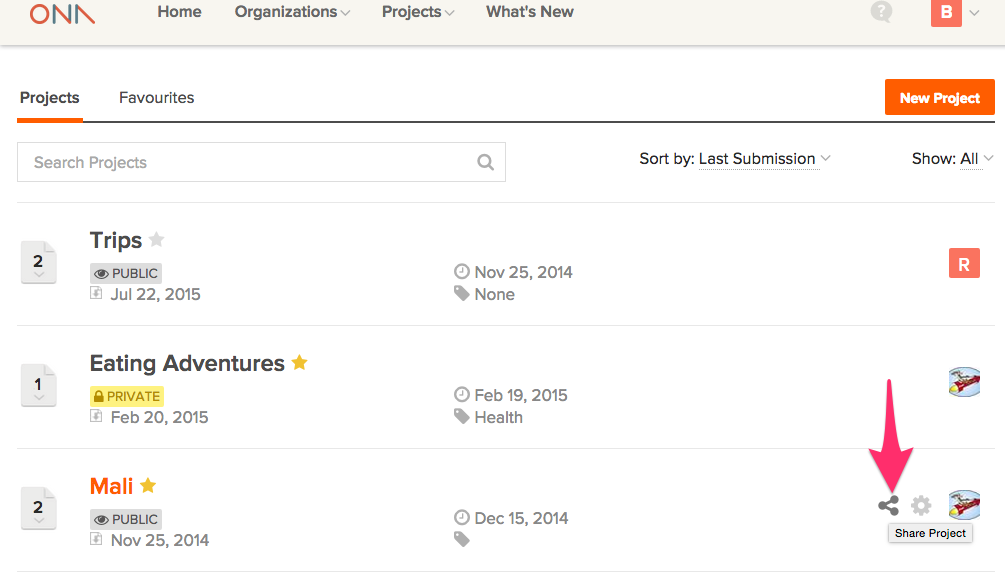 ONA Home Organizations Projects What's New ? B
Projects Favourites New Project
Search Projects Sort by: Last Submission Show: All
2 Trips
PUBLIC Nov 25, 2014 R
Jul 22, 2015 None
1 Eating Adventures
PRIVATE Feb 19, 2015
Feb 20, 2015 Health
2 Mali
PUBLIC Dec 15, 2014
Share Project
Nov 25, 2014